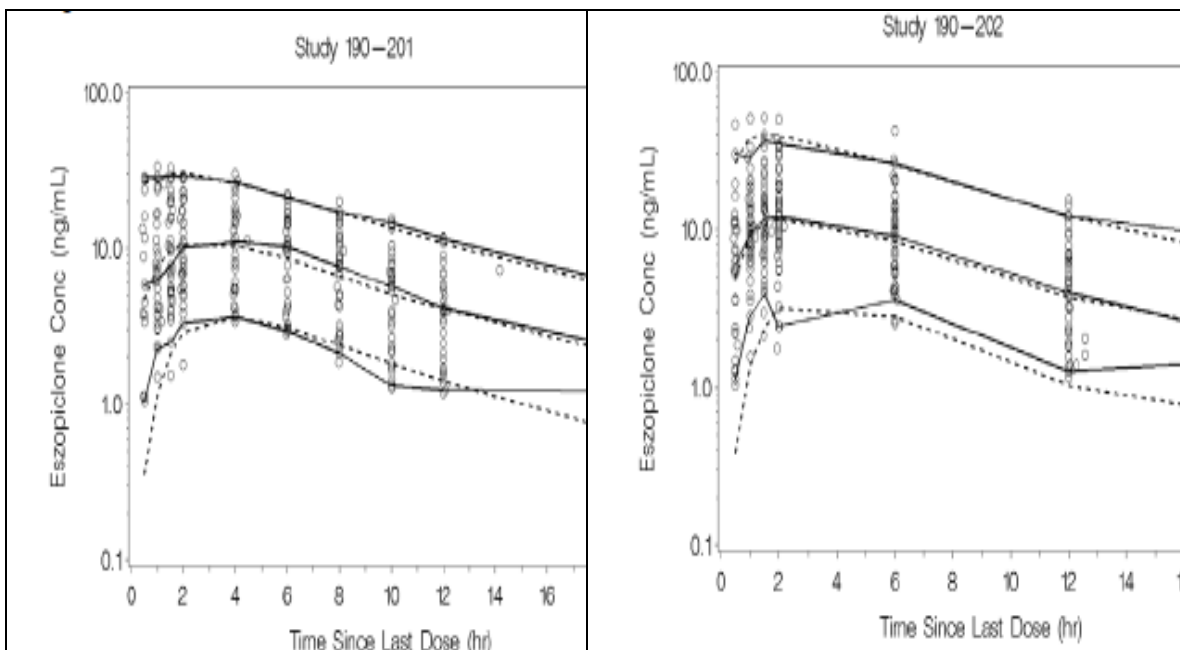 Study 190-201
100.0
10.0
1.0
0.1
Eszopiclone Conc (ng/mL)
0 2 4 6 8 10 12 14 16
Time Since Last Dose (hr)
Study 190-202
100.0
10.0
1.0
0.1
Eszopiclone Conc (ng/mL)
0 2 4 6 8 10 12 14 1
Time Since Last Dose (hr)